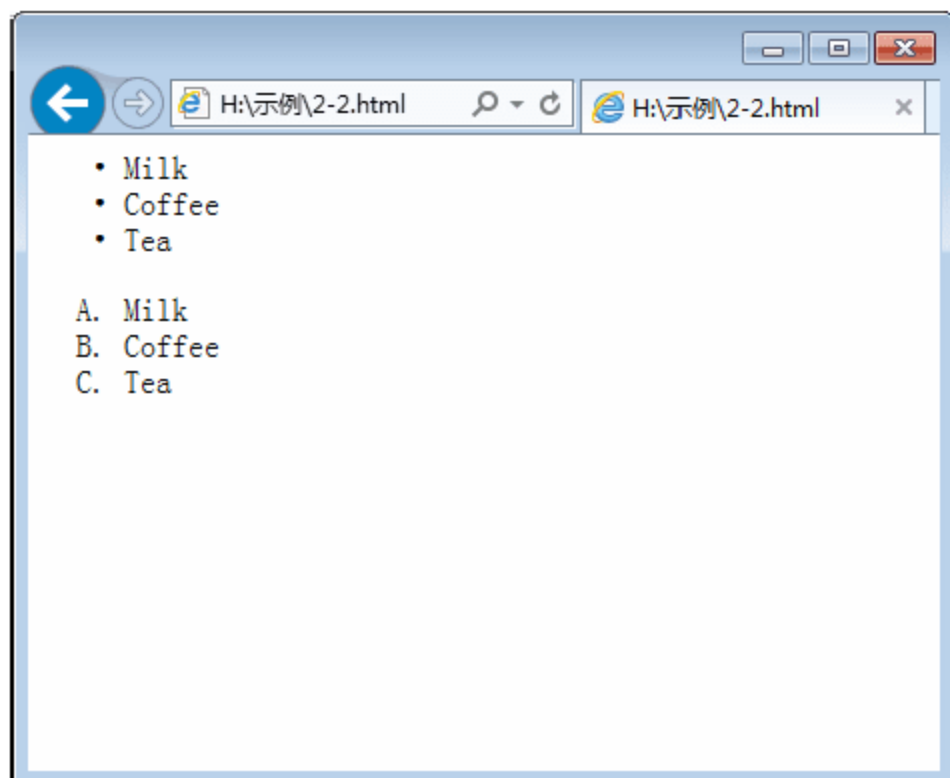 H:\示例\2-2.html
H:\示例\2-2.html
• Milk
• Coffee
• Tea
A. Milk
B. Coffee
C. Tea